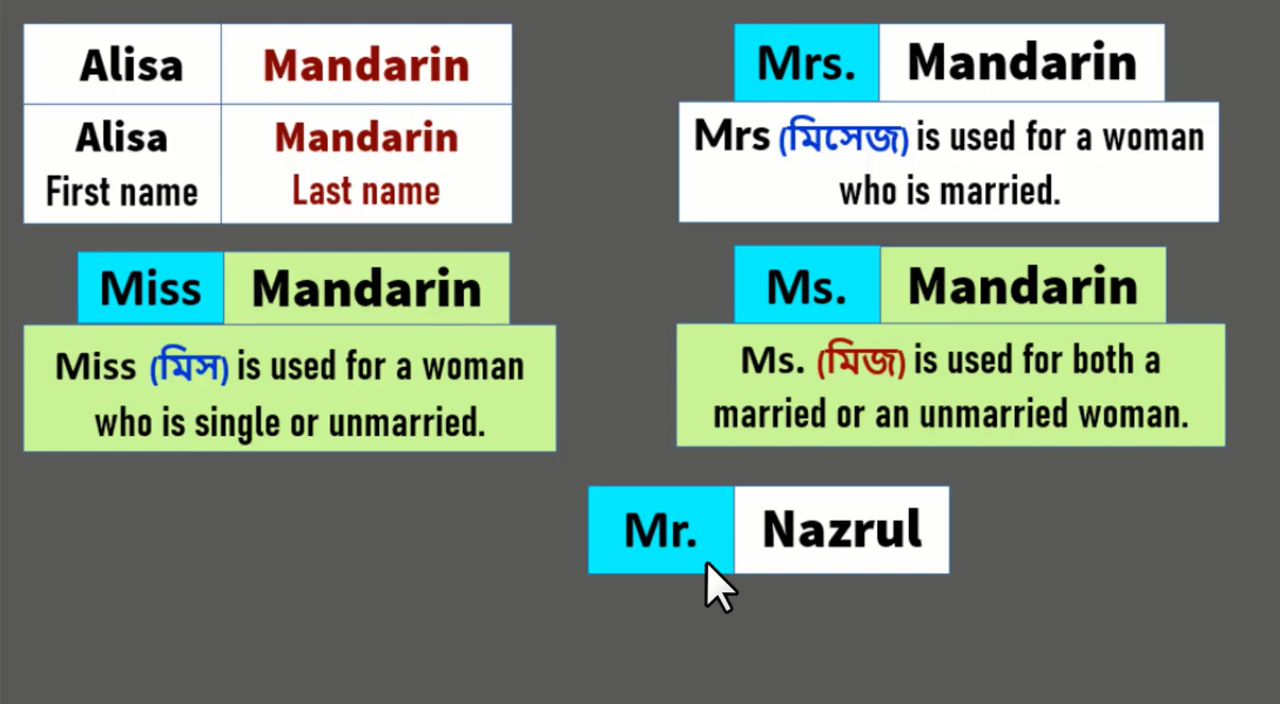 Alisa Mandarin
Alisa Mandarin
First name Last name
Mrs. Mandarin
Mrs (মিসেজ) is used for a woman
who is married.
Miss Mandarin
Miss (মিস) is used for a woman
who is single or unmarried.
Ms. Mandarin
Ms. (মিজ) is used for both a
married or an unmarried woman.
Mr. Nazrul